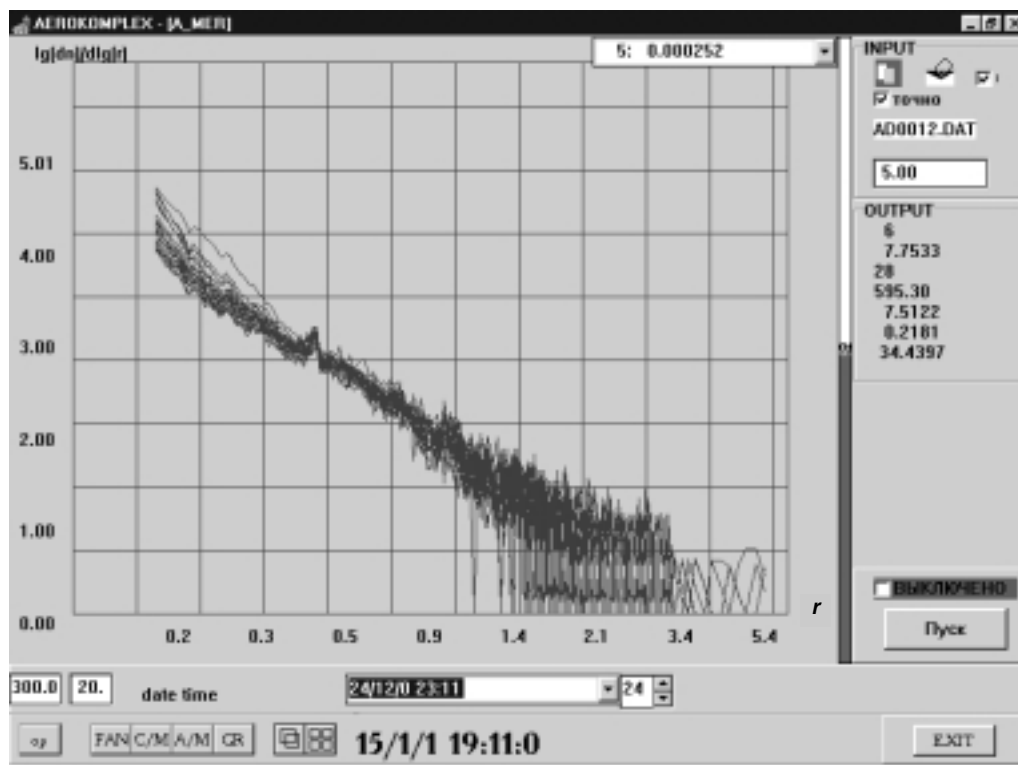 AEROKOMPLEX - [A_MER]
lg|dn|/dlg|r|
5: 0.000252
5.01
4.00
3.00
2.00
1.00
0.00
0.2 0.3 0.5 0.9 1.4 2.1 3.4 5.4
r
INPUT
точно
AD0012.DAT
5.00
OUTPUT
6
7.7533
28
595.30
7.5122
0.2181
34.4397
ВЫКЛЮЧЕНО
Пуск
300.0 20. date time 24/12/0 23:11 24
op FAN C/M A/M GR 15/1/1 19:11:0 EXIT